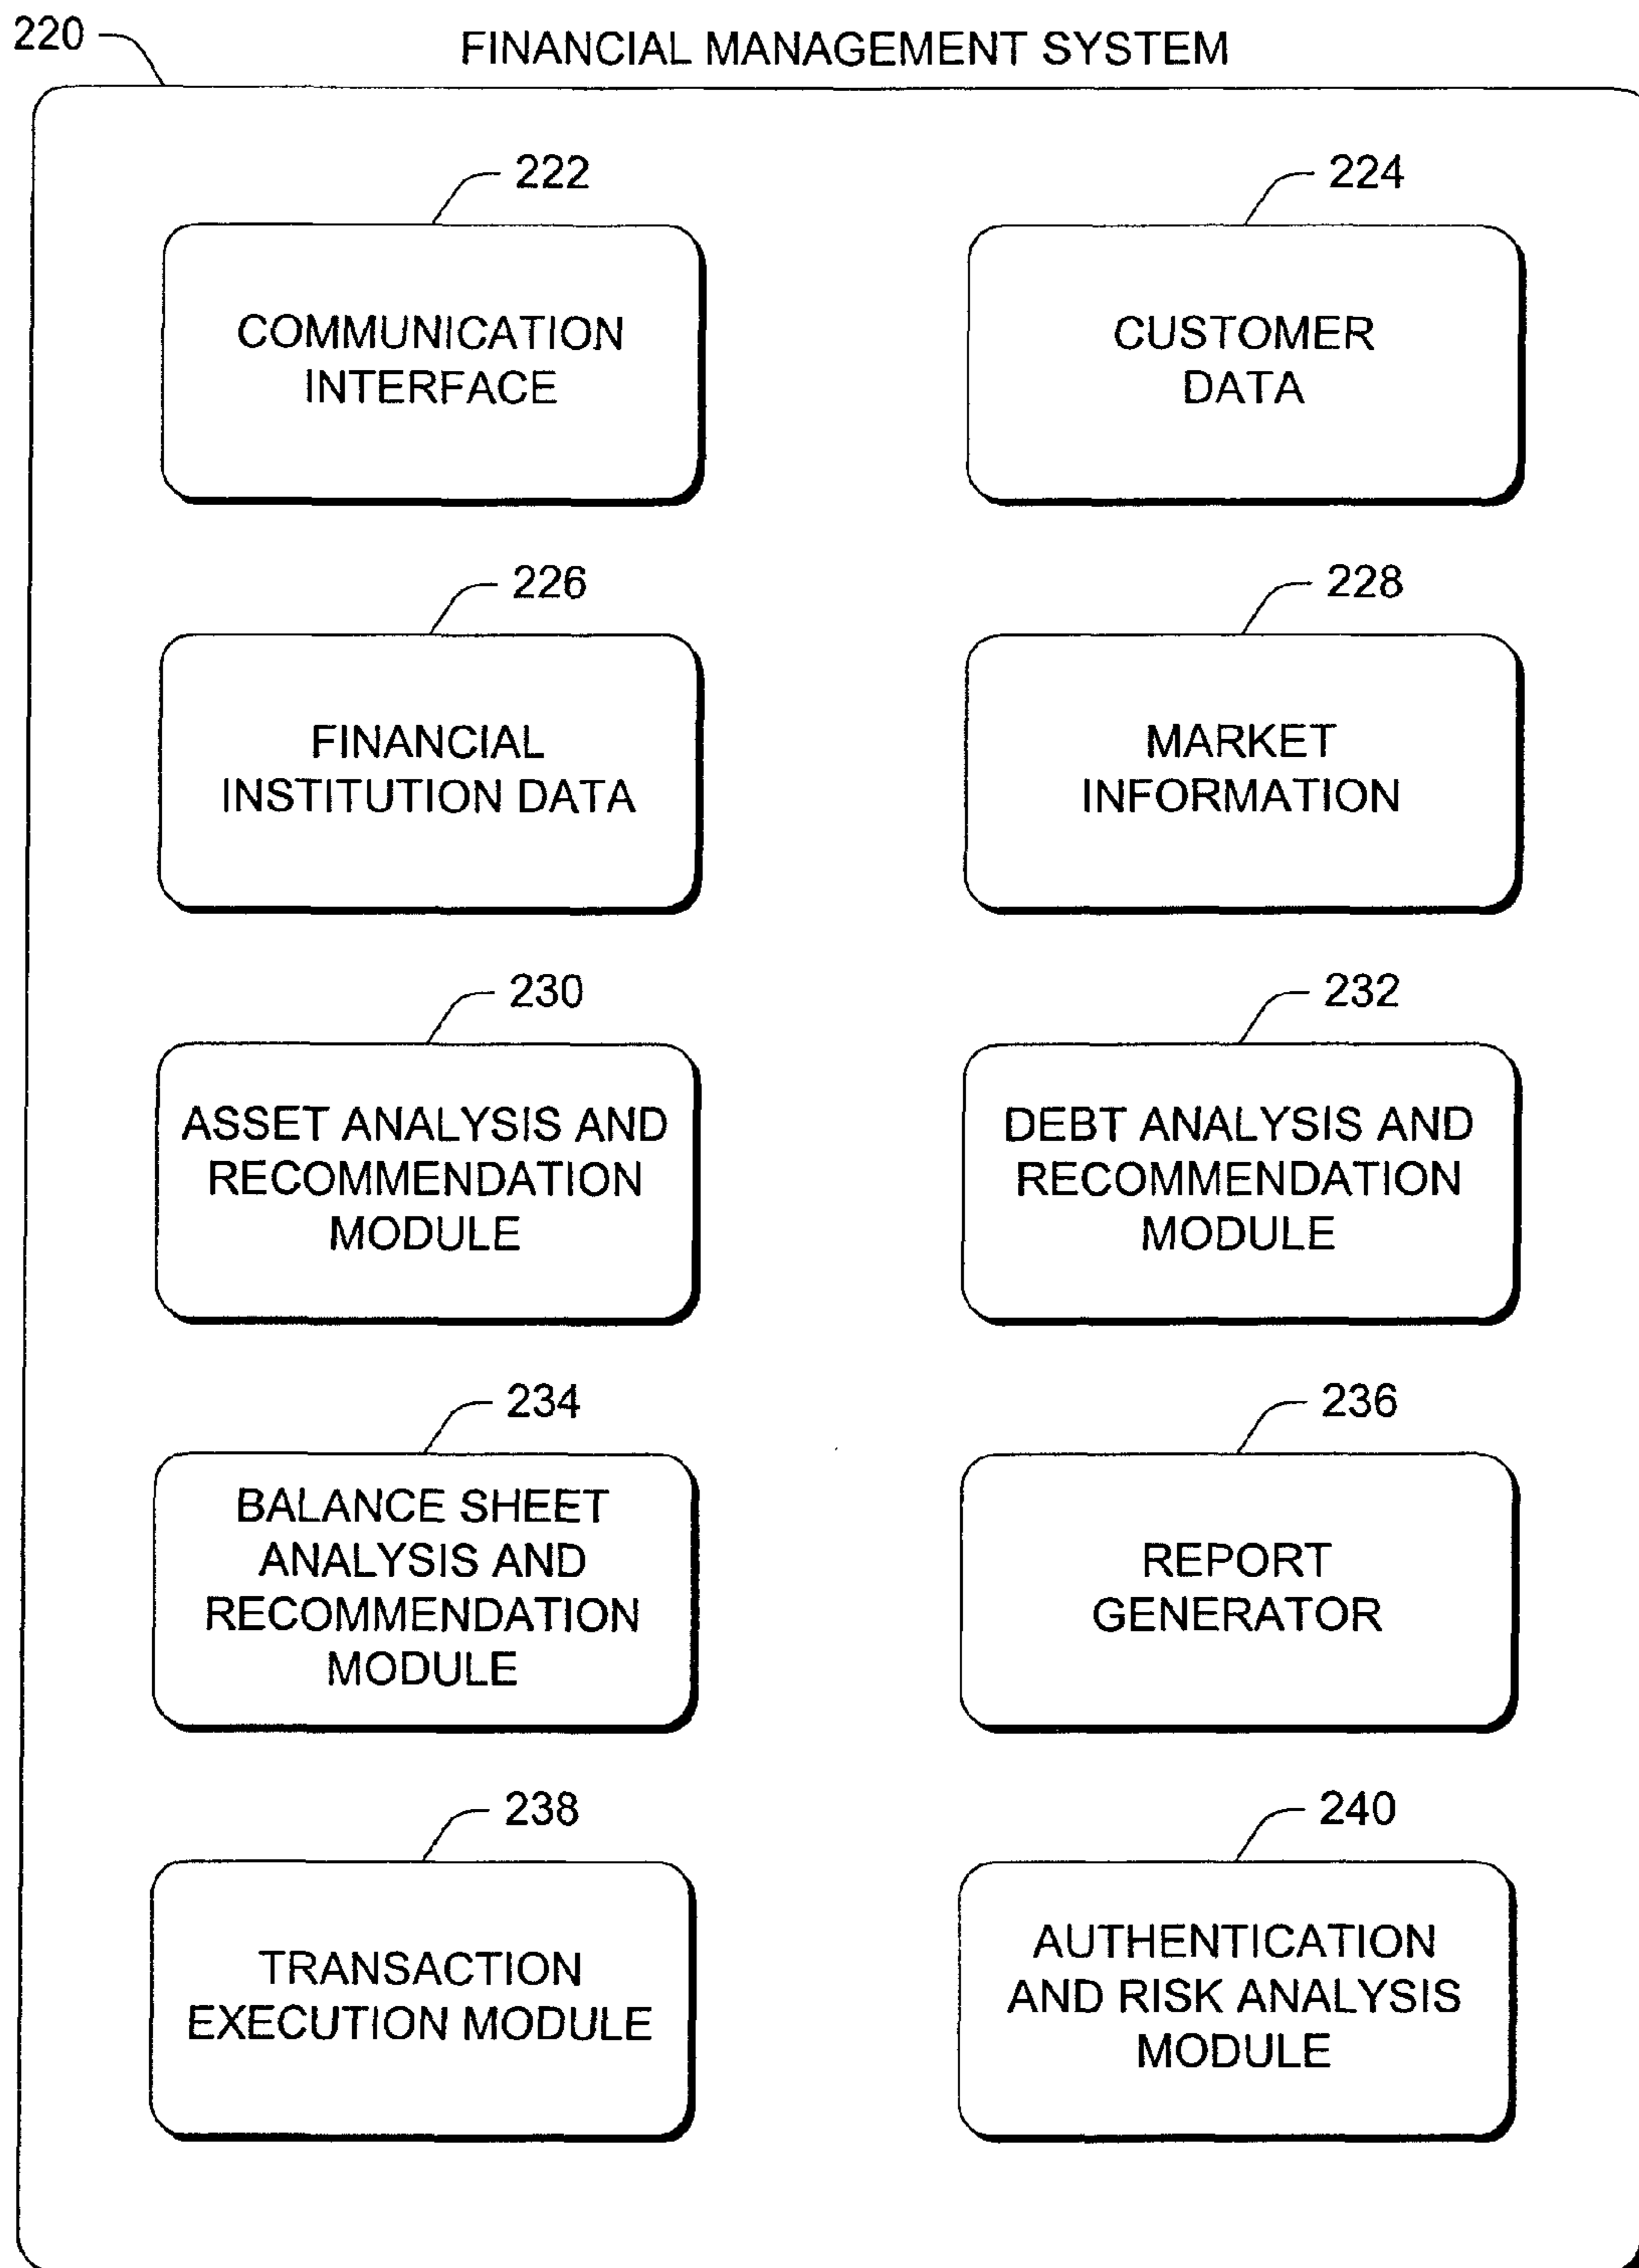 220
FINANCIAL MANAGEMENT SYSTEM
222
COMMUNICATION
INTERFACE
224
CUSTOMER
DATA
226
FINANCIAL
INSTITUTION DATA
228
MARKET
INFORMATION
230
ASSET ANALYSIS AND
RECOMMENDATION
MODULE
232
DEBT ANALYSIS AND
RECOMMENDATION
MODULE
234
BALANCE SHEET
ANALYSIS AND
RECOMMENDATION
MODULE
236
REPORT
GENERATOR
238
TRANSACTION
EXECUTION MODULE
240
AUTHENTICATION
AND RISK ANALYSIS
MODULE